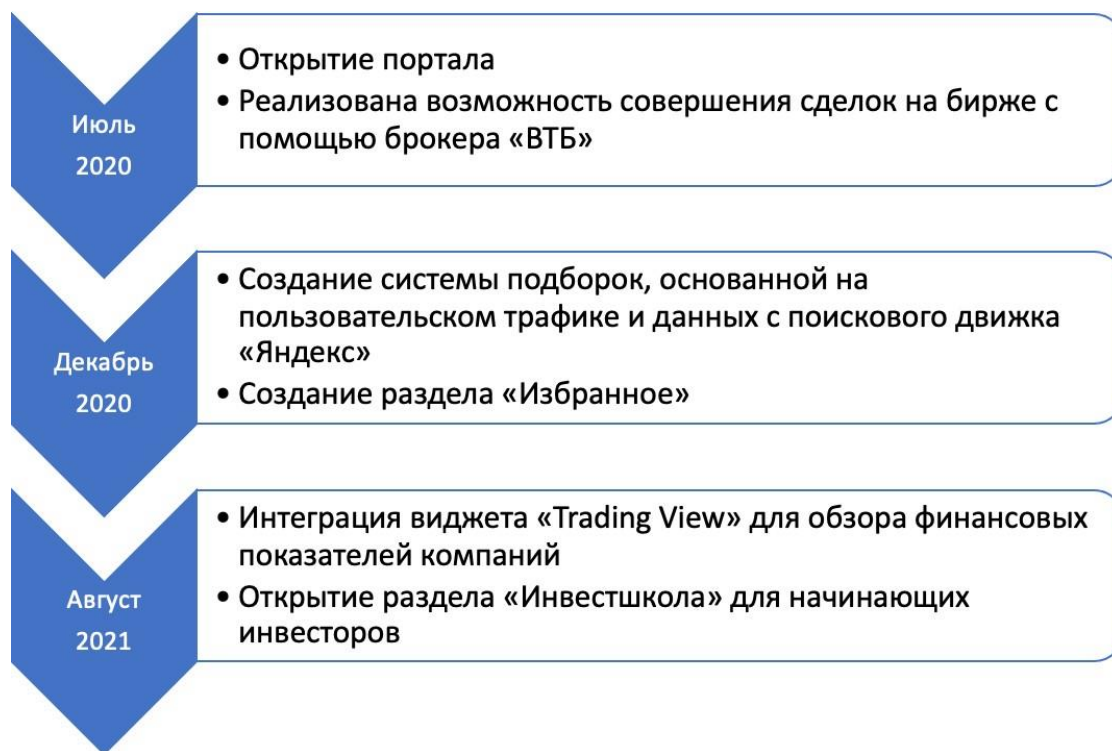 Июль
2020
• Открытие портала
• Реализована возможность совершения сделок на бирже с
помощью брокера «ВТБ»
Декабрь
2020
• Создание системы подборок, основанной на
пользовательском трафике и данных с поискового движка
«Яндекс»
• Создание раздела «Избранное»
Август
2021
• Интеграция виджета «Trading View» для обзора финансовых
показателей компаний
• Открытие раздела «Инвестшкола» для начинающих
инвесторов